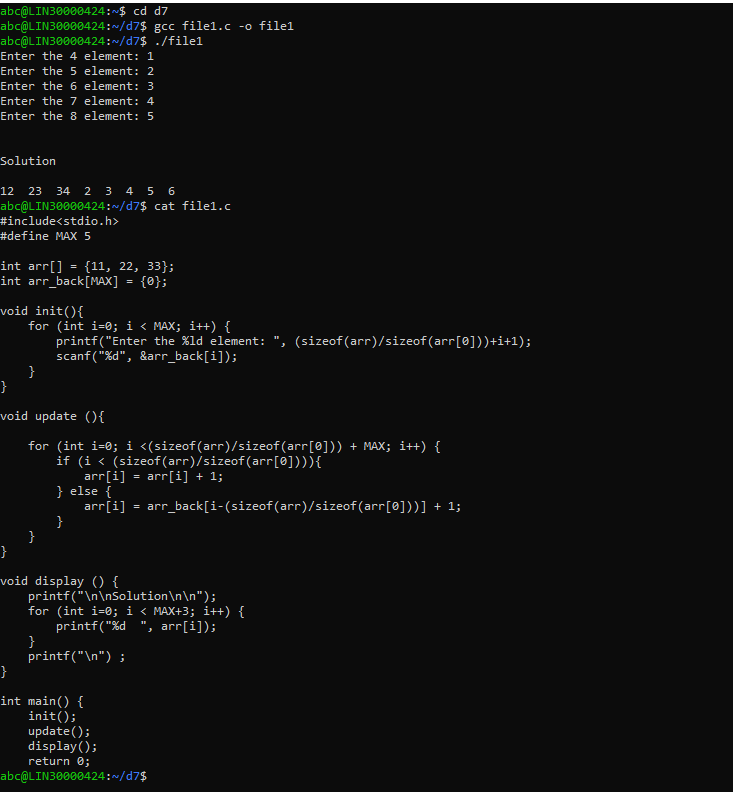 abc@LIN30000424:~$ cd d7
abc@LIN30000424:~/d7$ gcc file1.c -o file1
abc@LIN30000424:~/d7$ ./file1
Enter the 4 element: 1
Enter the 5 element: 2
Enter the 6 element: 3
Enter the 7 element: 4
Enter the 8 element: 5


Solution

12  23  34  2  3  4  5  6
abc@LIN30000424:~/d7$ cat file1.c
#include<stdio.h>
#define MAX 5

int arr[] = {11, 22, 33};
int arr_back[MAX] = {0};

void init(){
    for (int i=0; i < MAX; i++) {
        printf("Enter the %ld element: ", (sizeof(arr)/sizeof(arr[0]))+i+1);
        scanf("%d", &arr_back[i]);
    }
}

void update (){

    for (int i=0; i <(sizeof(arr)/sizeof(arr[0])) + MAX; i++) {
        if (i < (sizeof(arr)/sizeof(arr[0]))){
            arr[i] = arr[i] + 1;
        } else {
            arr[i] = arr_back[i-(sizeof(arr)/sizeof(arr[0]))] + 1;
        }
    }
}

void display () {
    printf("\n\nSolution\n\n");
    for (int i=0; i < MAX+3; i++) {
        printf("%d  ", arr[i]);
    }
    printf("\n") ;
}

int main() {
    init();
    update();
    display();
    return 0;
abc@LIN30000424:~/d7$